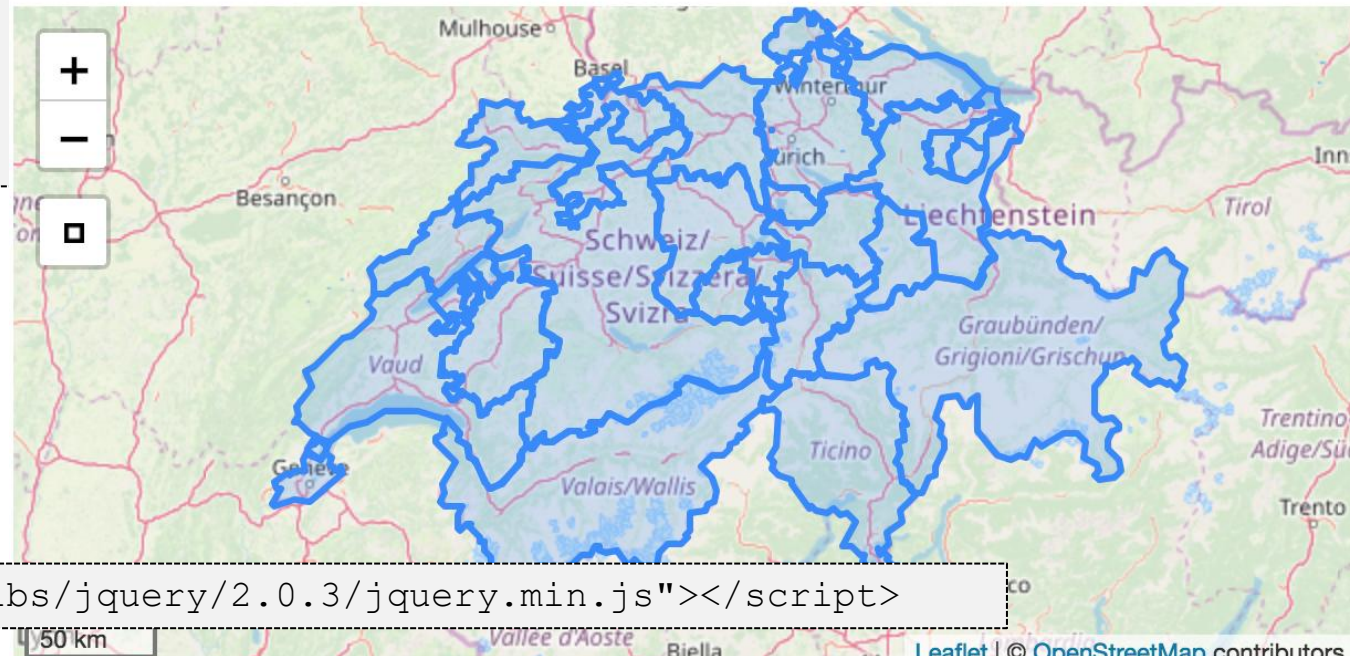 Mulhouse
+
Basel
Winterthur
−
Zürich
Inn
Besançon
Liechtenstein
Tirol
Schweiz/
Suisse/Svizzera/
Svizra
Graubünden/
Grigioni/Grischun
Vaud
Trentino
Adige/Sü
Ticino
Genève
Valais/Wallis
Trento
bs/jquery/2.0.3/jquery.min.js"></script>
co
50 km
Vallée d'Aoste
Biella
Leaflet | © OpenStreetMap contributors